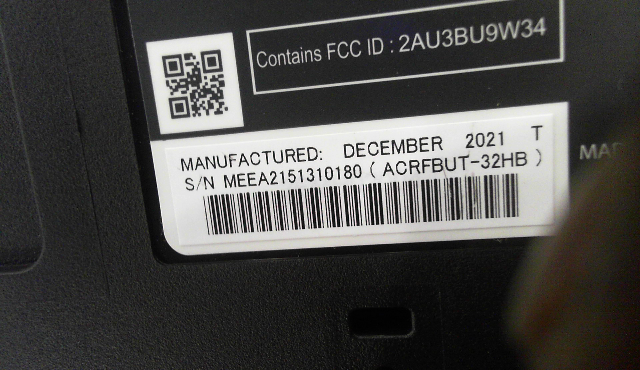 Contains FCC ID : 2AU3BU9W34
MANUFACTURED: DECEMBER 2021 T
S/N MEEA2151310180 ( ACRFBUT-32HB )